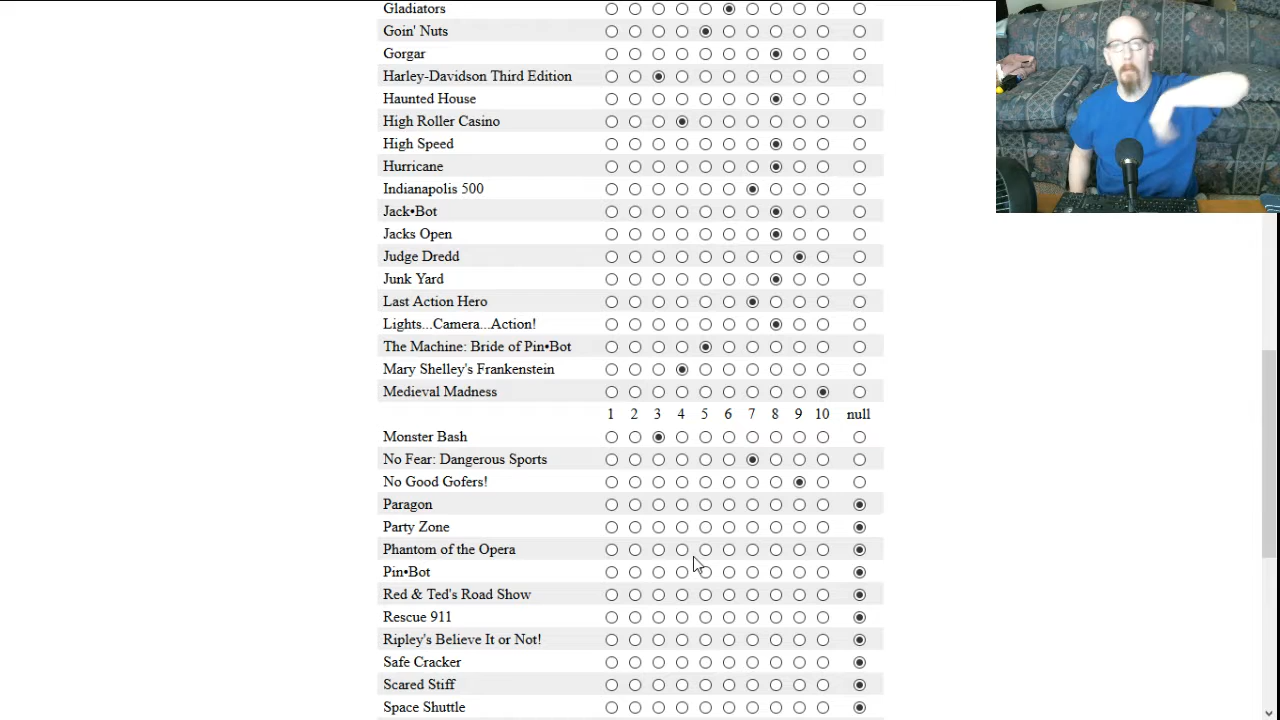 Gladiators
Goin' Nuts
Gorgar
Harley-Davidson Third Edition
Haunted House
High Roller Casino
High Speed
Hurricane
Indianapolis 500
Jack•Bot
Jacks Open
Judge Dredd
Junk Yard
Last Action Hero
Lights...Camera...Action!
The Machine: Bride of Pin•Bot
Mary Shelley's Frankenstein
Medieval Madness
1 2 3 4 5 6 7 8 9 10 null
Monster Bash
No Fear: Dangerous Sports
No Good Gofers!
Paragon
Party Zone
Phantom of the Opera
Pin•Bot
Red & Ted's Road Show
Rescue 911
Ripley's Believe It or Not!
Safe Cracker
Scared Stiff
Space Shuttle